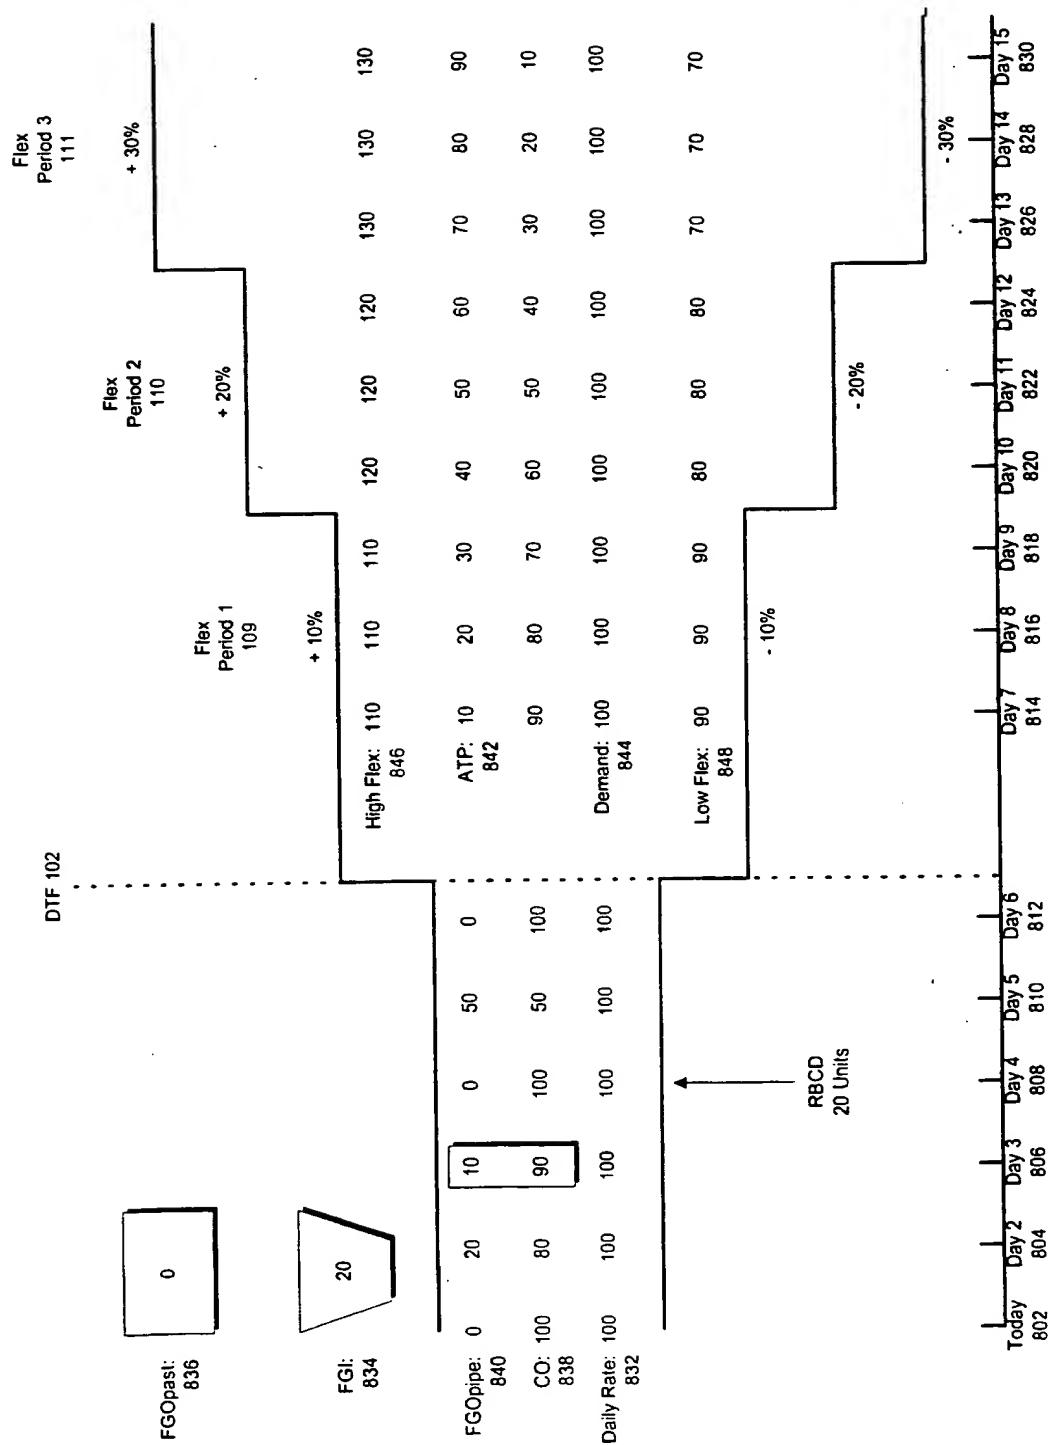 Flex
Period 3
111
+ 30%
Flex
Period 2
110
+ 20%
Flex
Period 1
109
+ 10%
DTF 102
FGOpast:
836
0
FGI:
834
20
High Flex: 110 110 110 120 120 120 130 130 130
846
FGOpipe: 0 20 10 0 50 0
840
ATP: 10 20 30 40 50 60 70 80 90
842
CO: 100 80 90 100 50 100 90 80 70 60 50 40 30 20 10
838
Daily Rate: 100 100 100 100 100 100
832
Demand: 100 100 100 100 100 100 100 100 100
844
Low Flex: 90 90 90 80 80 80 70 70 70
848
- 10%
- 20%
- 30%
RBCD
20 Units
Today Day 2 Day 3 Day 4 Day 5 Day 6 Day 7 Day 8 Day 9 Day 10 Day 11 Day 12 Day 13 Day 14 Day 15
802 804 806 808 810 812 814 816 818 820 822 824 826 828 830